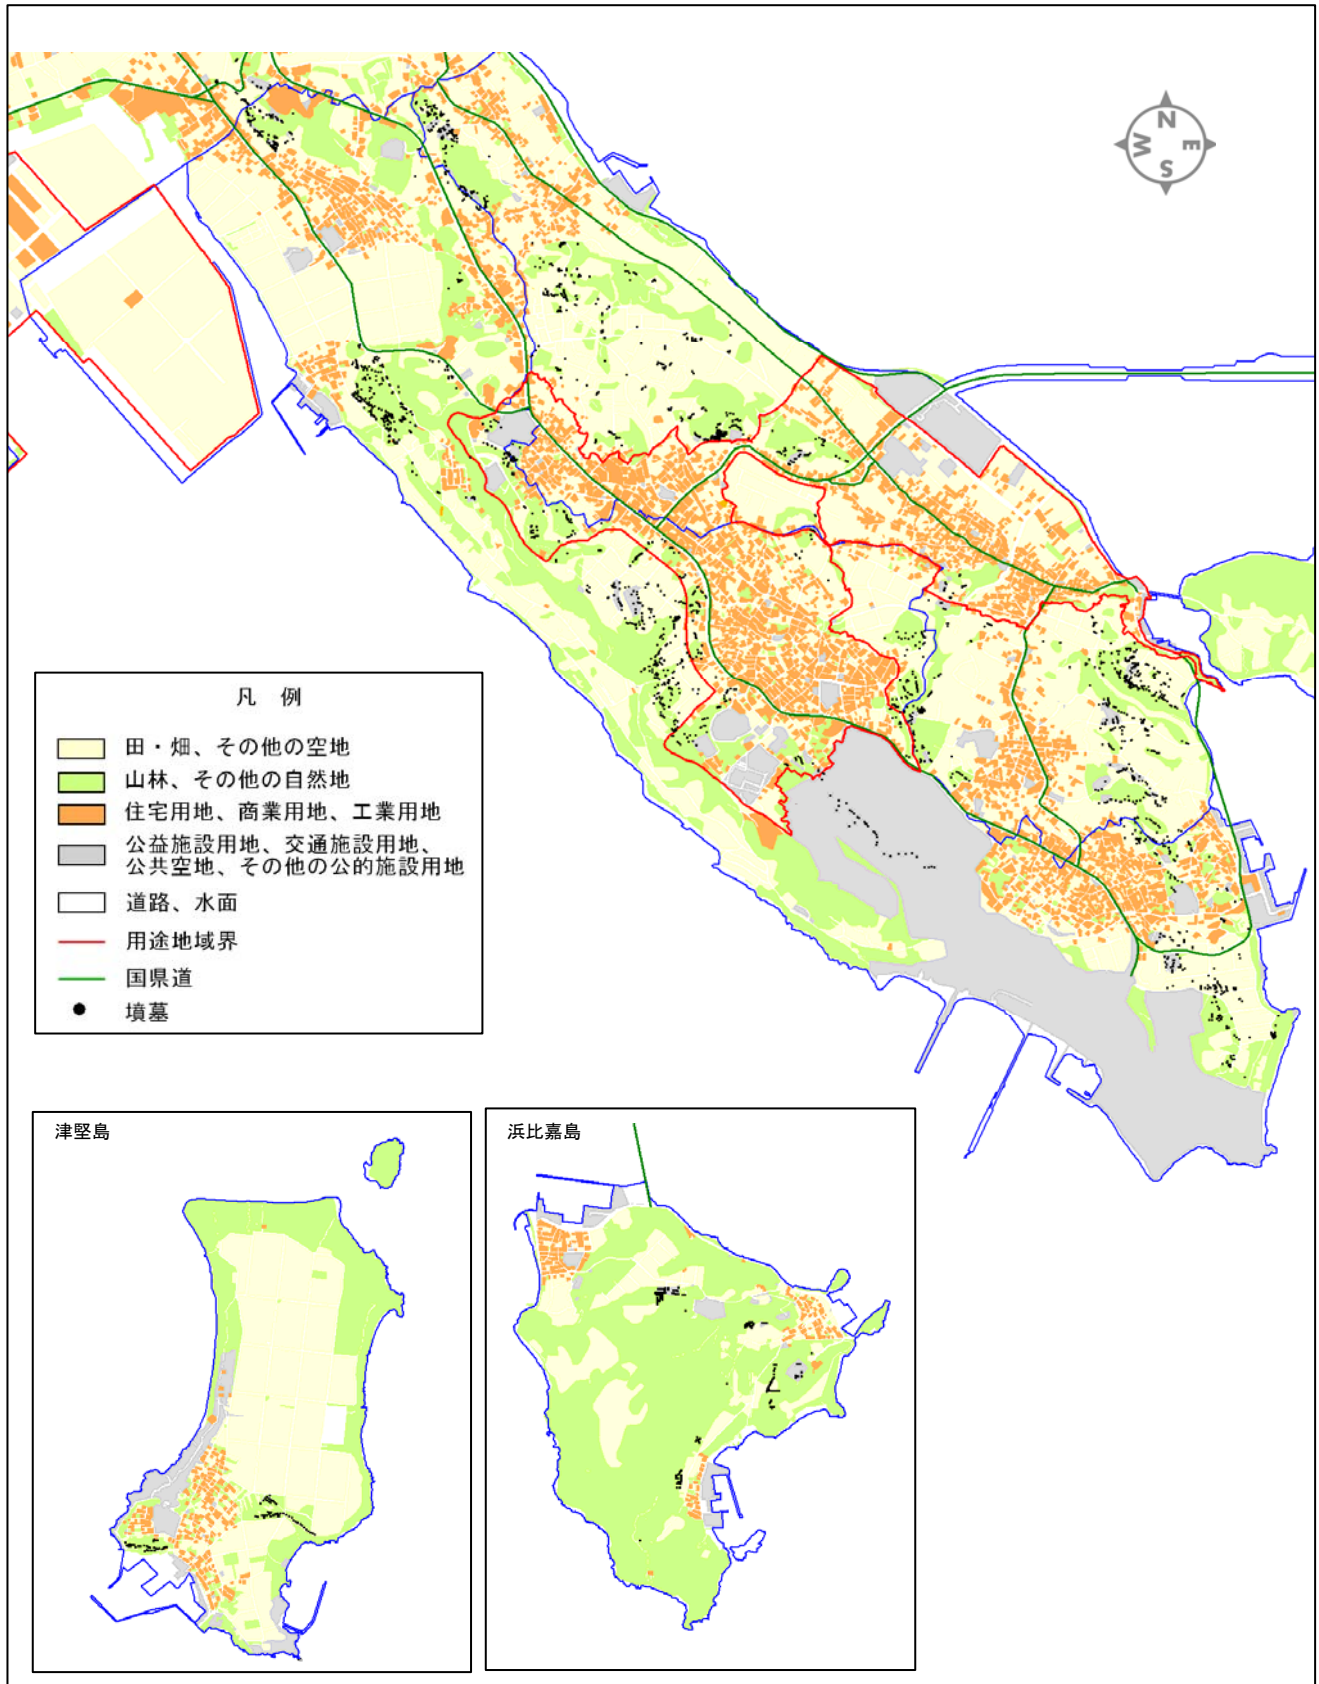 N
W
E
S
凡 例
田・畑、その他の空地
山林、その他の自然地
住宅用地、商業用地、工業用地
公益施設用地、交通施設用地、
公共空地、その他の公的施設用地
道路、水面
用途地域界
国県道
墳墓
津堅島
浜比嘉島